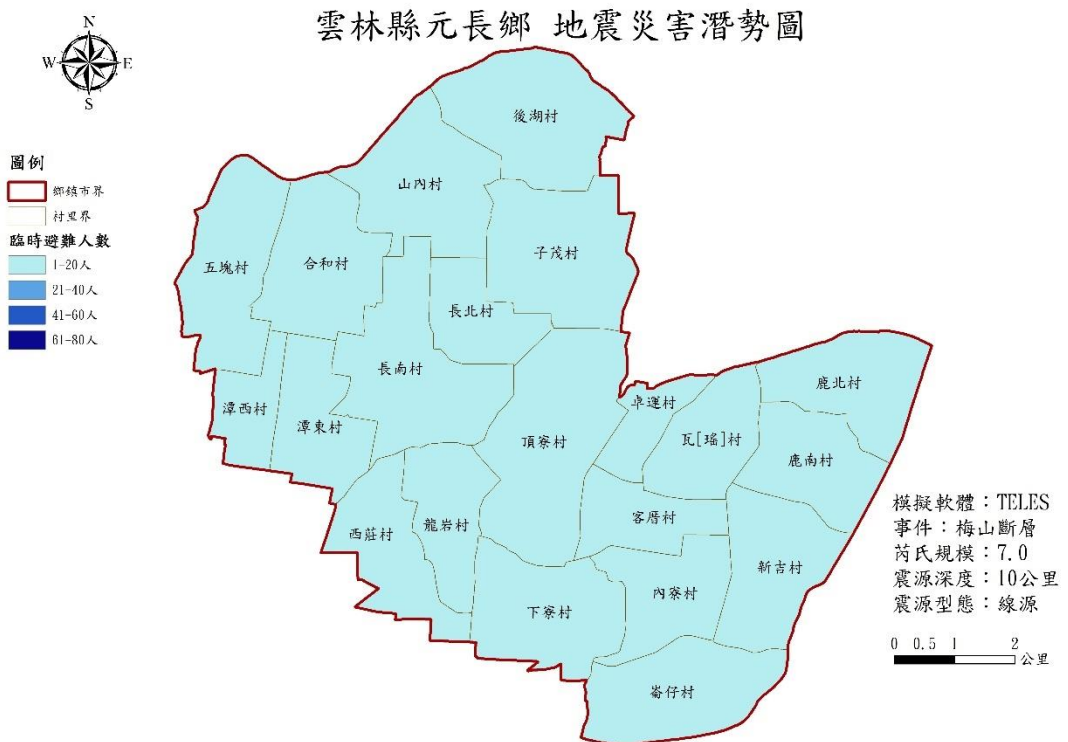 雲林縣元長鄉 地震災害潛勢圖
N
W
E
S
圖例
鄉鎮市界
村里界
臨時避難人數
1-20人
21-40人
41-60人
61-80人
後湖村
山內村
子茂村
五塊村
合和村
長北村
長南村
鹿北村
卓運村
潭西村
潭東村
頂寮村
瓦[瑤]村
鹿南村
客厝村
西莊村
龍岩村
新吉村
下寮村
內寮村
崙仔村
模擬軟體：TELES
事件：梅山斷層
芮氏規模：7.0
震源深度：10公里
震源型態：線源
0 0.5 1 2
公里